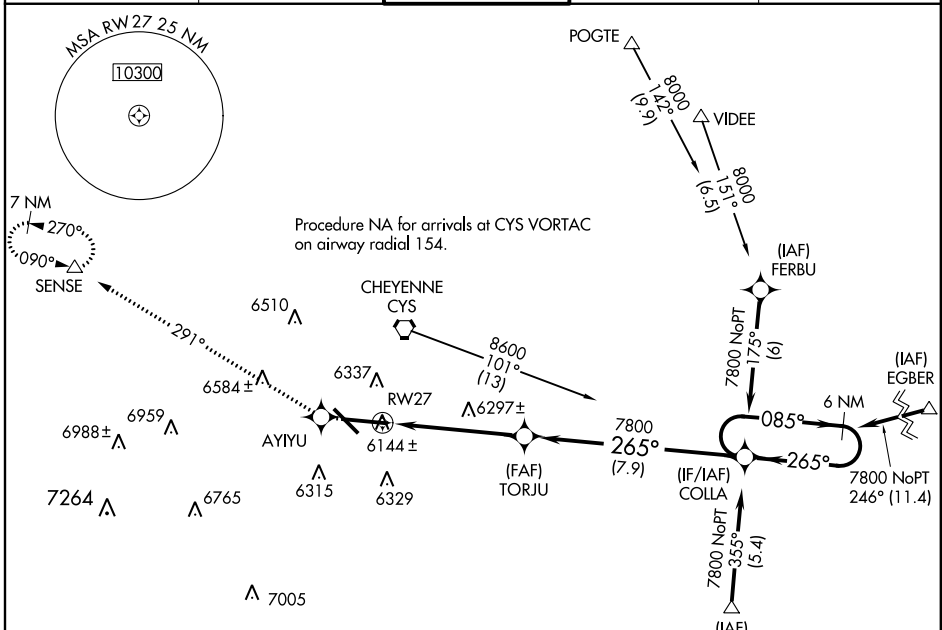 MSA RW27 25 NM
10300
POGTE
8000
142°
(9.9)
VIDEE
8000
151°
(6.5)
7 NM
270°
090°
SENSE
Procedure NA for arrivals at CYS VORTAC
on airway radial 154.
(IAF)
FERBU
CHEYENNE
CYS
6510
291°
8600
101°
(13)
7800 NoPT
175°
(6)
(IAF)
EGBER
6584±
6337
RW27
6297±
6 NM
085°
6959
6988±
AYIYU
6144±
7800
265°
(7.9)
265°
(FAF)
TORJU
(IF/IAF)
COLLA
7800 NoPT
246° (11.4)
6315
6329
7264
6765
7800 NoPT
355°
(5.4)
7005
(IAF)